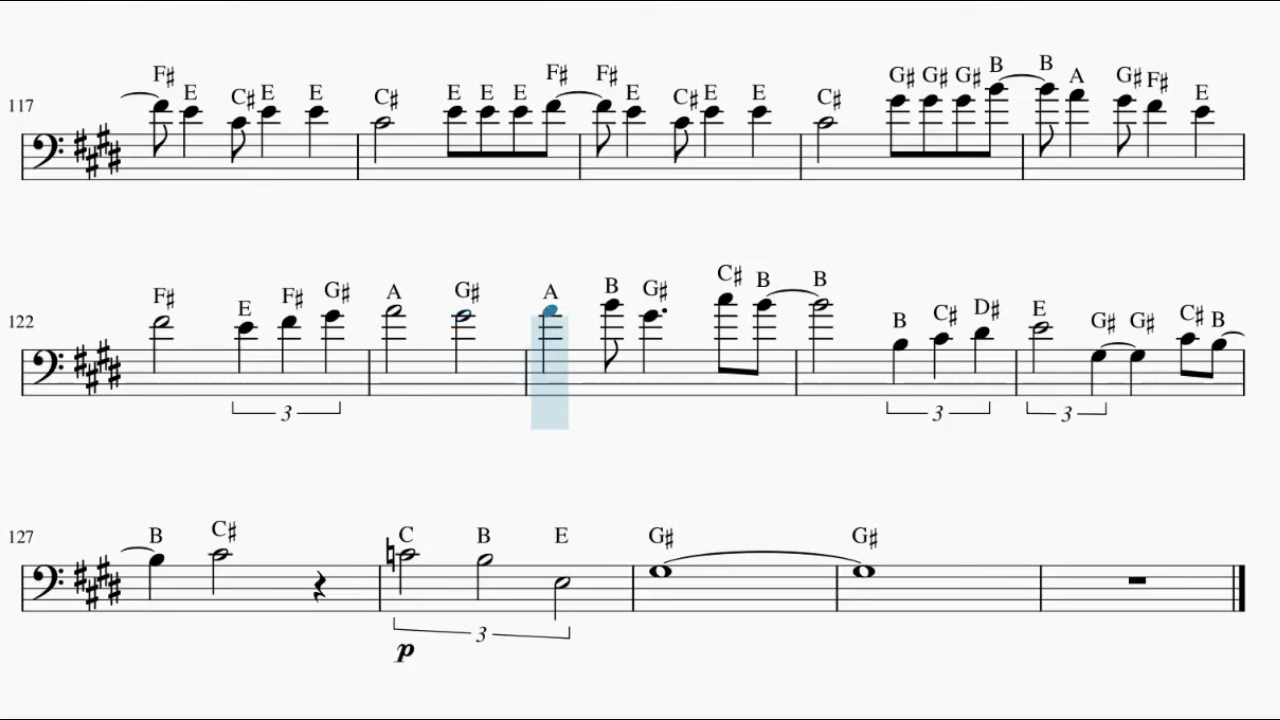 F♯ E C♯ E E C♯ E E E F♯ F♯ E C♯ E E C♯ G♯ G♯ G♯ B B A G♯ F♯ E
117
F♯ E F♯ G♯ A G♯ A B G♯ C♯ B B B C♯ D♯ E G♯ G♯ C♯ B
122
3 3 3
B C♯ C B E G♯ G♯
127
3
p